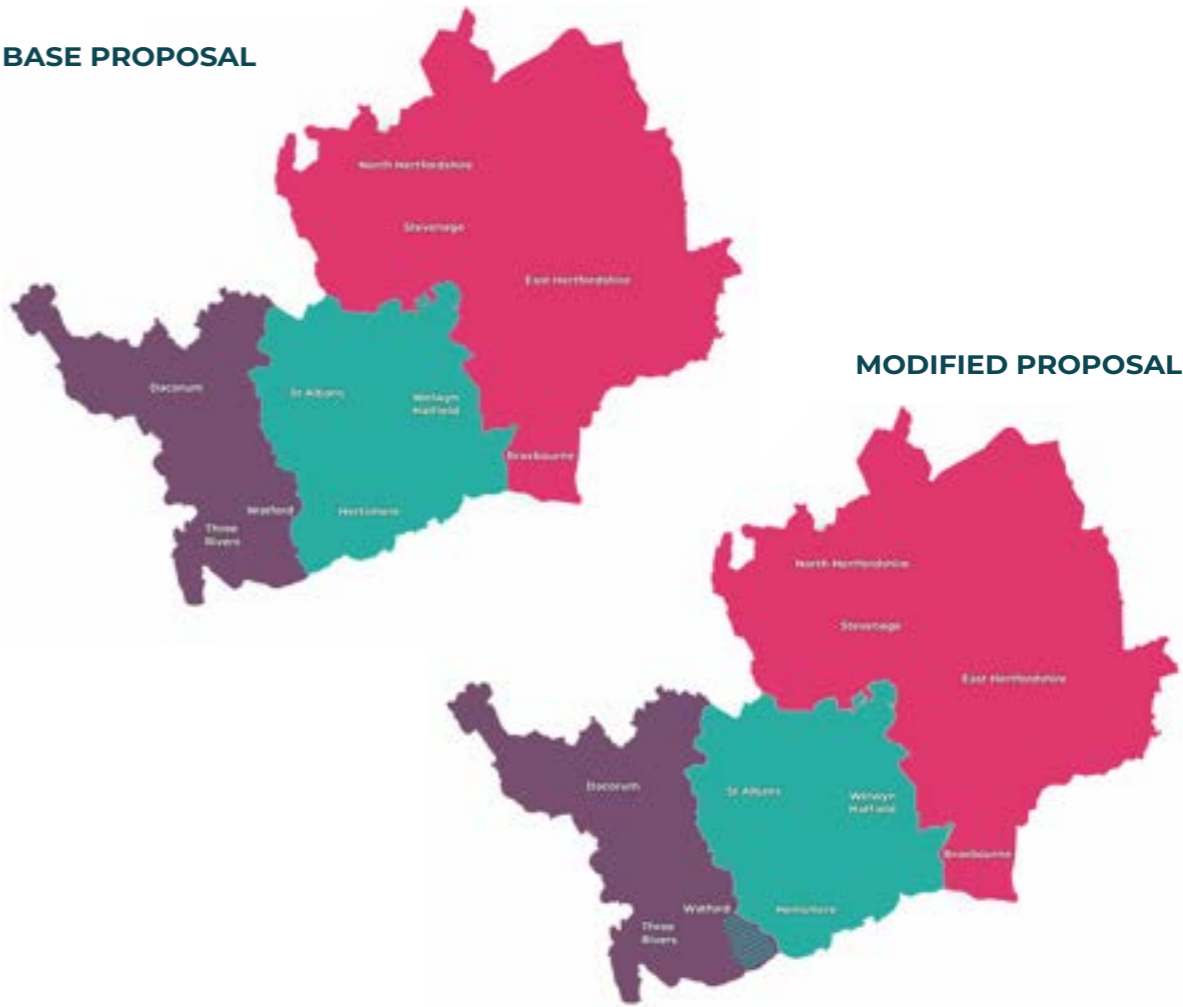 BASE PROPOSAL
North Hertfordshire
Stevenage
East Hertfordshire
Dacorum
St Albans
Welwyn
Hatfield
Broxbourne
Watford
Hertsmere
Three
Rivers
MODIFIED PROPOSAL
North Hertfordshire
Stevenage
East Hertfordshire
Dacorum
St Albans
Welwyn
Hatfield
Broxbourne
Watford
Hertsmere
Three
Rivers